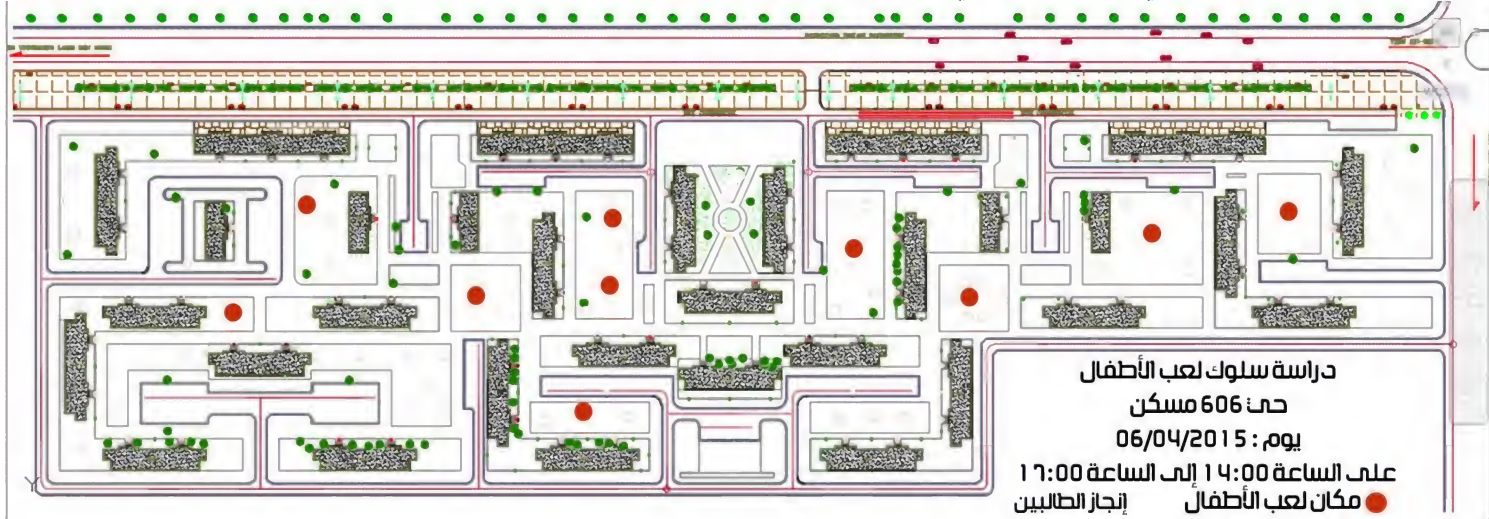 دراسة سلوك لعب الأطفال
حي 606 مسكن
يوم : 06/04/2015
على الساعة 14:00 إلى الساعة 17:00
مكان لعب الأطفال
إنجاز الطالبين
Y